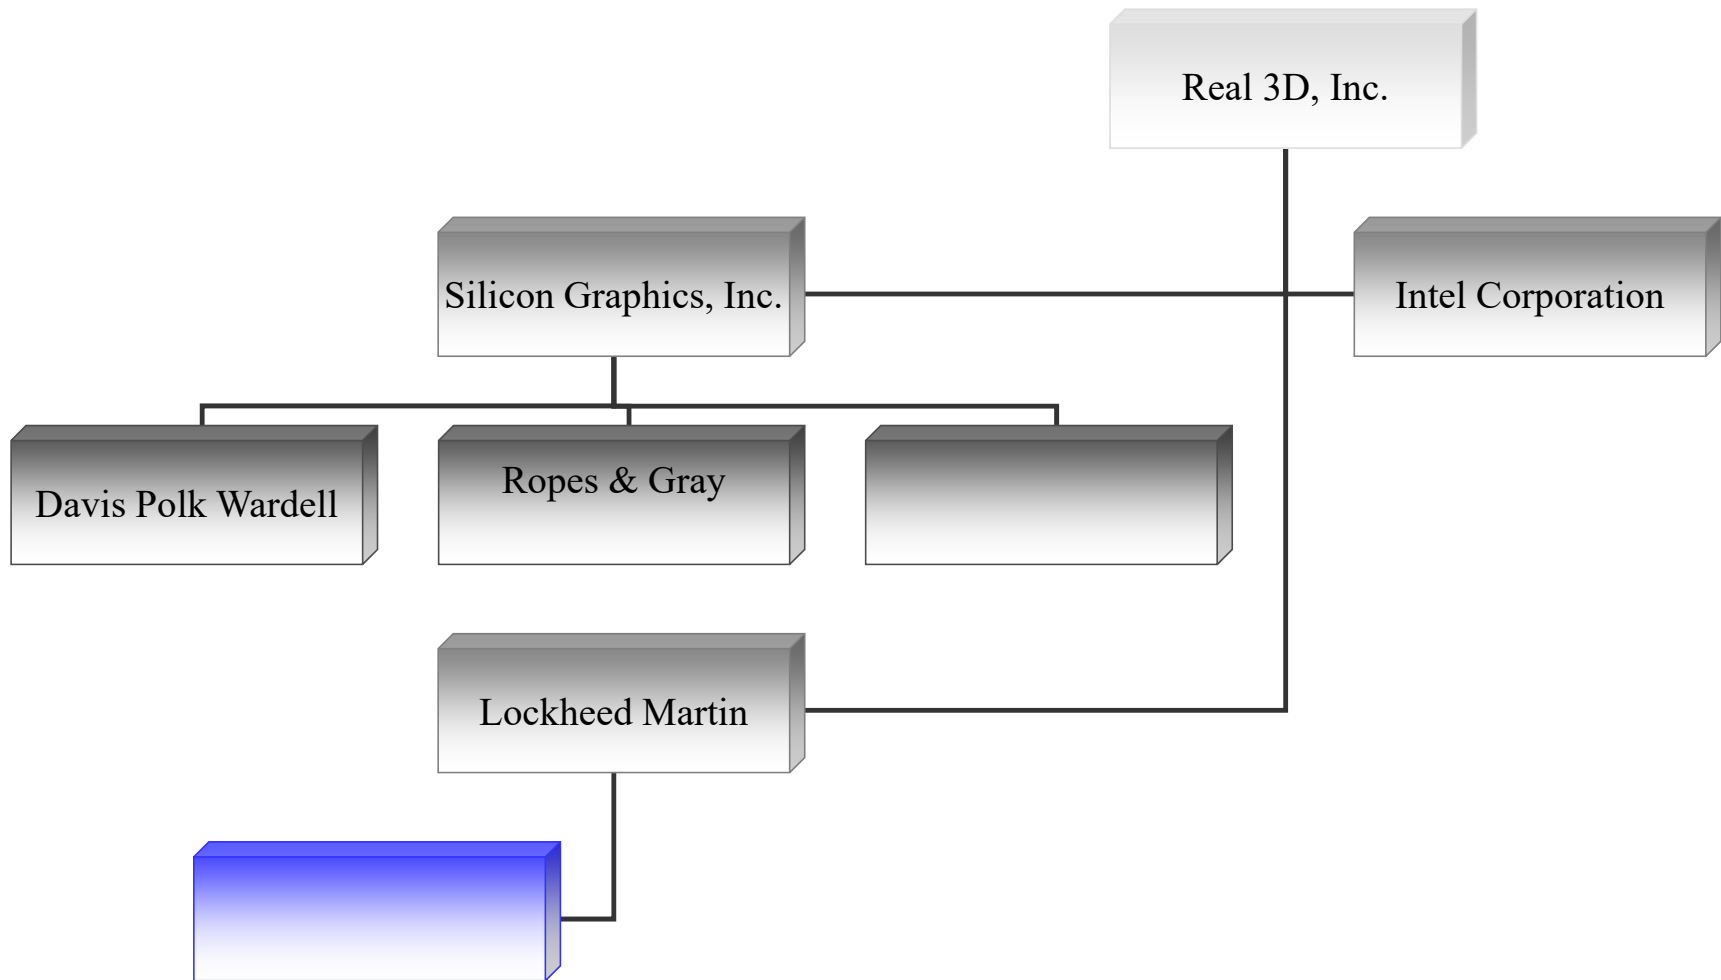 Real 3D, Inc.
Silicon Graphics, Inc.
Intel Corporation
Davis Polk Wardell
Ropes & Gray
Lockheed Martin